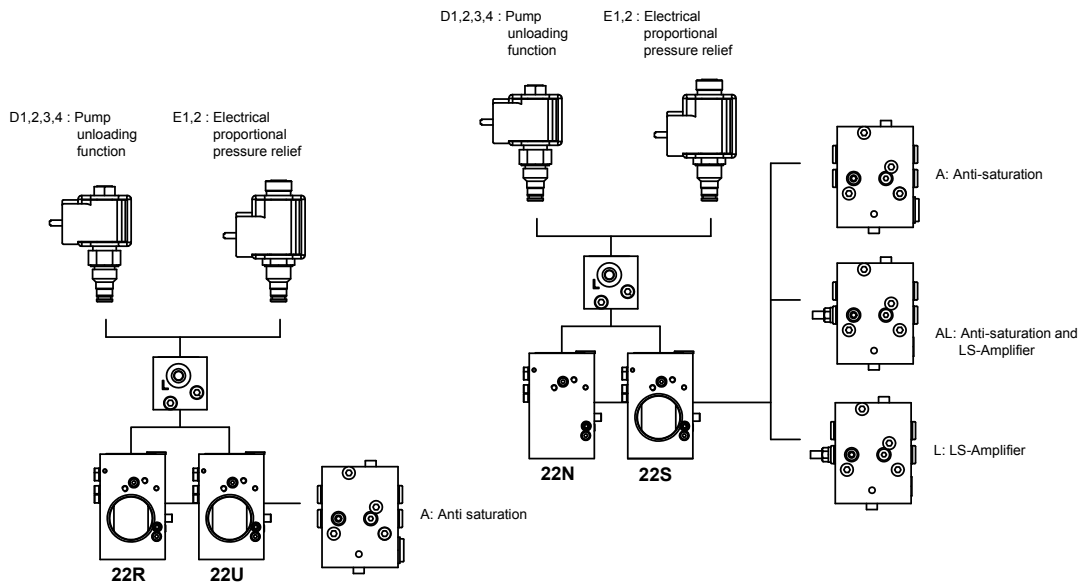 D1,2,3,4 : Pump
unloading
function
E1,2 : Electrical
proportional
pressure relief
D1,2,3,4 : Pump
unloading
function
E1,2 : Electrical
proportional
pressure relief
A: Anti-saturation
L
AL: Anti-saturation and
LS-Amplifier
L
22N
22S
L: LS-Amplifier
A: Anti saturation
22R
22U